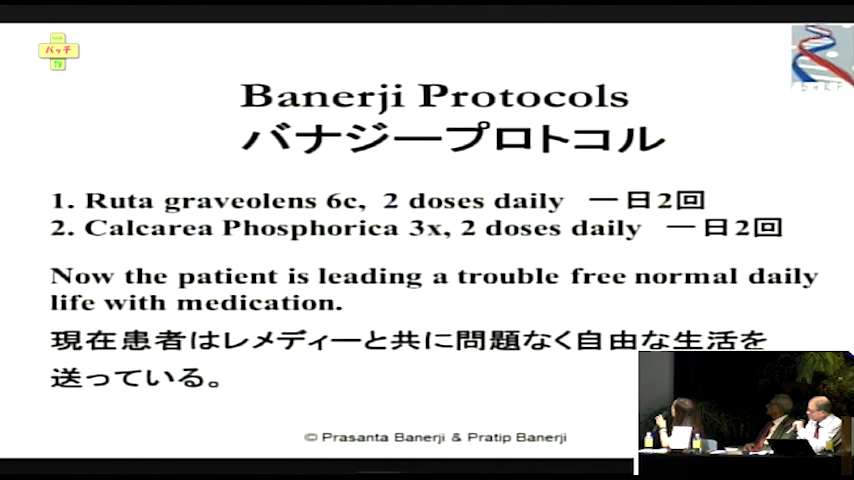 バッチ
TV
Banerji Protocols
バナジープロトコル
1. Ruta graveolens 6c, 2 doses daily 一日2回
2. Calcarea Phosphorica 3x, 2 doses daily 一日2回
Now the patient is leading a trouble free normal daily
life with medication.
現在患者はレメディーと共に問題なく自由な生活を
送っている。
© Prasanta Banerji & Pratip Banerji